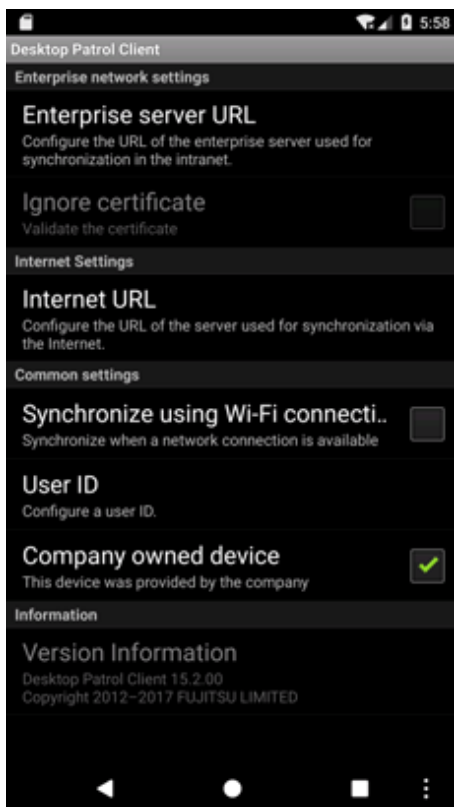 5:58
Desktop Patrol Client
Enterprise network settings
Enterprise server URL
Configure the URL of the enterprise server used for
synchronization in the intranet.
Ignore certificate
Validate the certificate
Internet Settings
Internet URL
Configure the URL of the server used for synchronization via
the Internet.
Common settings
Synchronize using Wi-Fi connecti..
Synchronize when a network connection is available
User ID
Configure a user ID.
Company owned device
This device was provided by the company
Information
Version Information
Desktop Patrol Client 15.2.00
Copyright 2012–2017 FUJITSU LIMITED